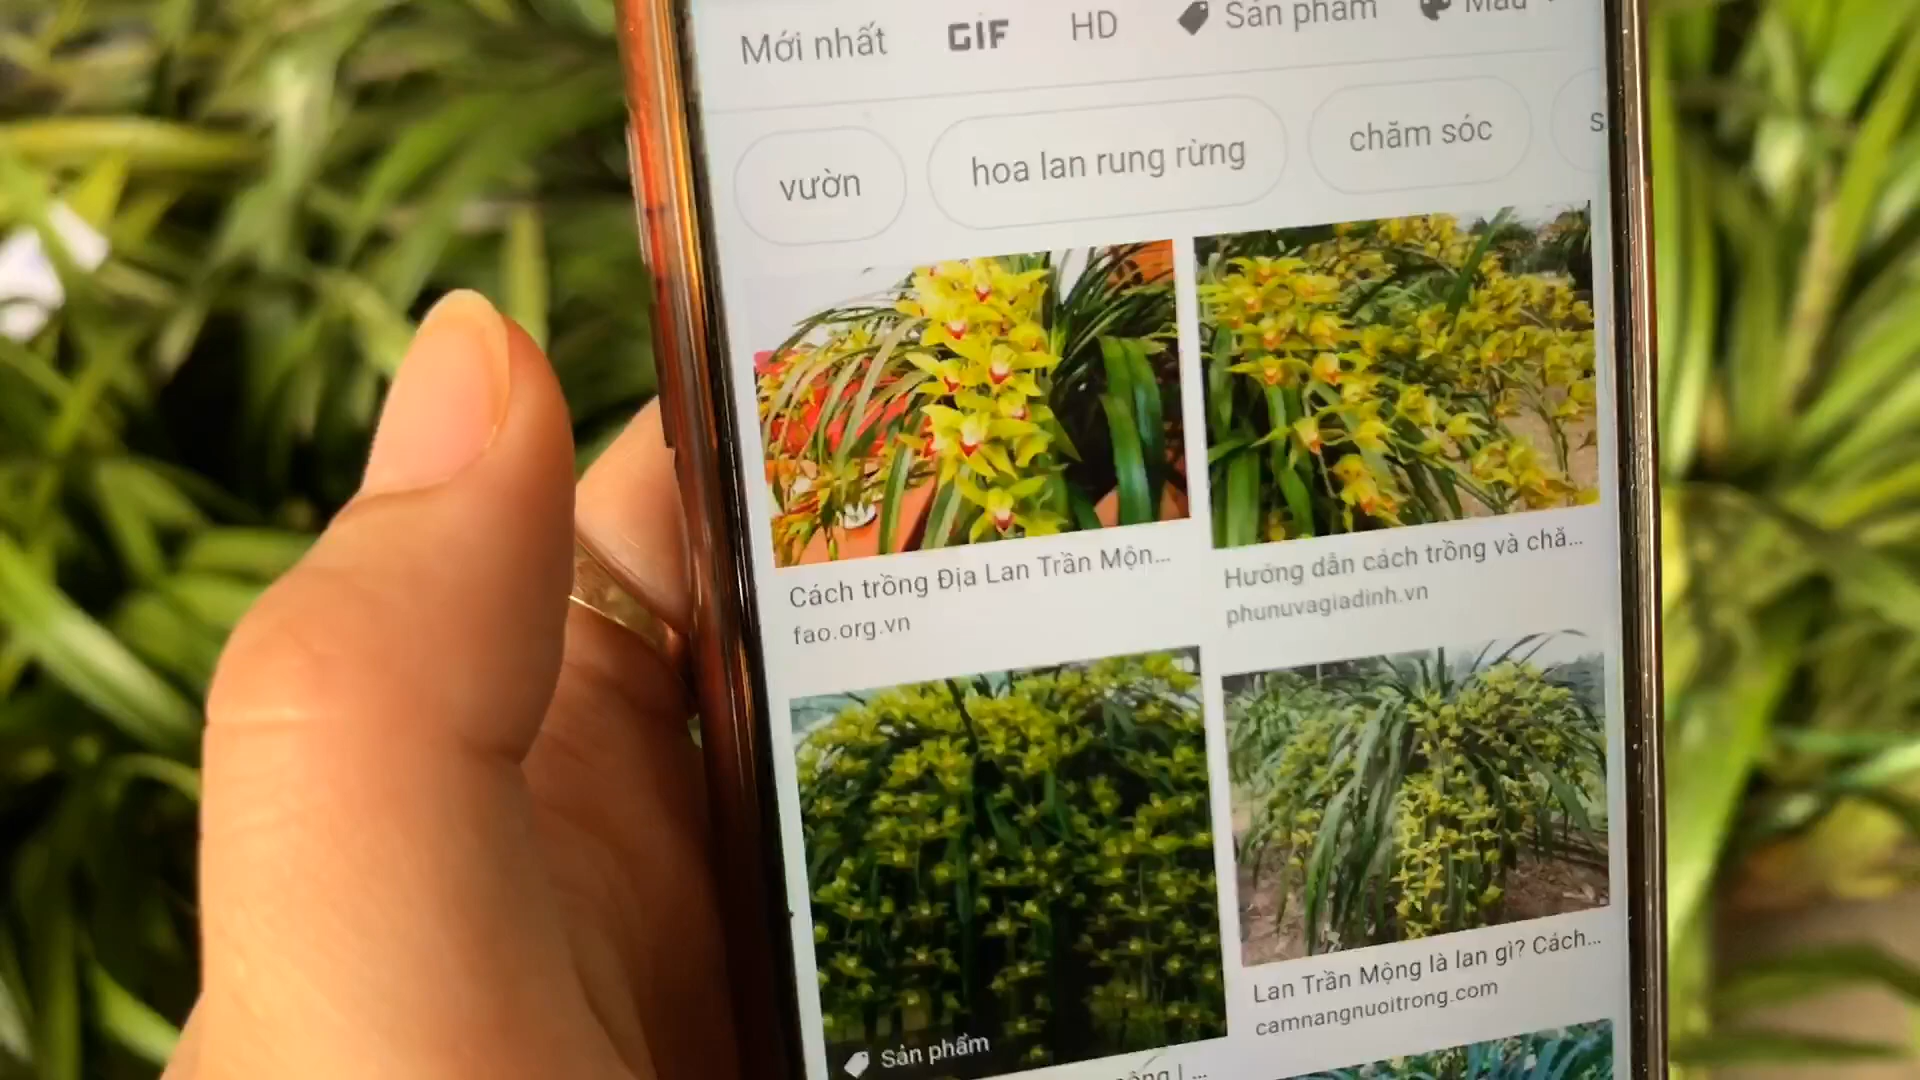 Mới nhất GIF HD Sản phẩm Màu
vườn hoa lan rung rừng chăm sóc s
Cách trồng Địa Lan Trần Mộn...
fao.org.vn
Hướng dẫn cách trồng và chă...
phunuvagiadinh.vn
Sản phẩm
Lan Trần Mộng là lan gì? Cách...
camnangnuoitrong.com